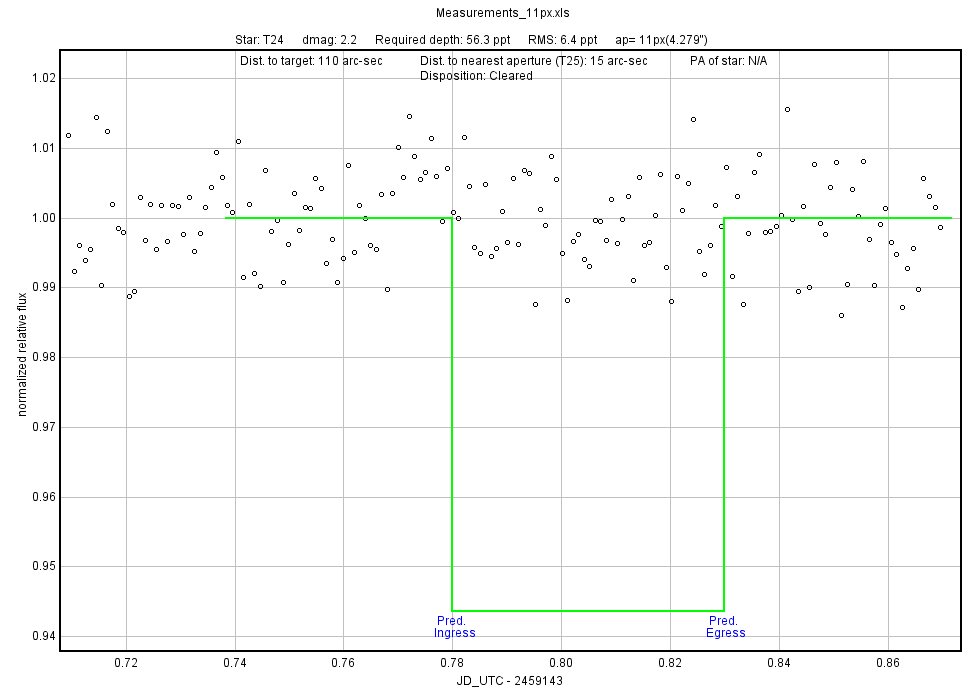 Measurements_11px.xls
Star: T24 dmag: 2.2 Required depth: 56.3 ppt RMS: 6.4 ppt ap= 11px(4.279")
Dist. to target: 110 arc-sec Dist. to nearest aperture (T25): 15 arc-sec PA of star: N/A
Disposition: Cleared
1.02
1.01
1.00
0.99
0.98
0.97
0.96
0.95
0.94
normalized relative flux
Pred.
Ingress
Pred.
Egress
0.72 0.74 0.76 0.78 0.80 0.82 0.84 0.86
JD_UTC - 2459143